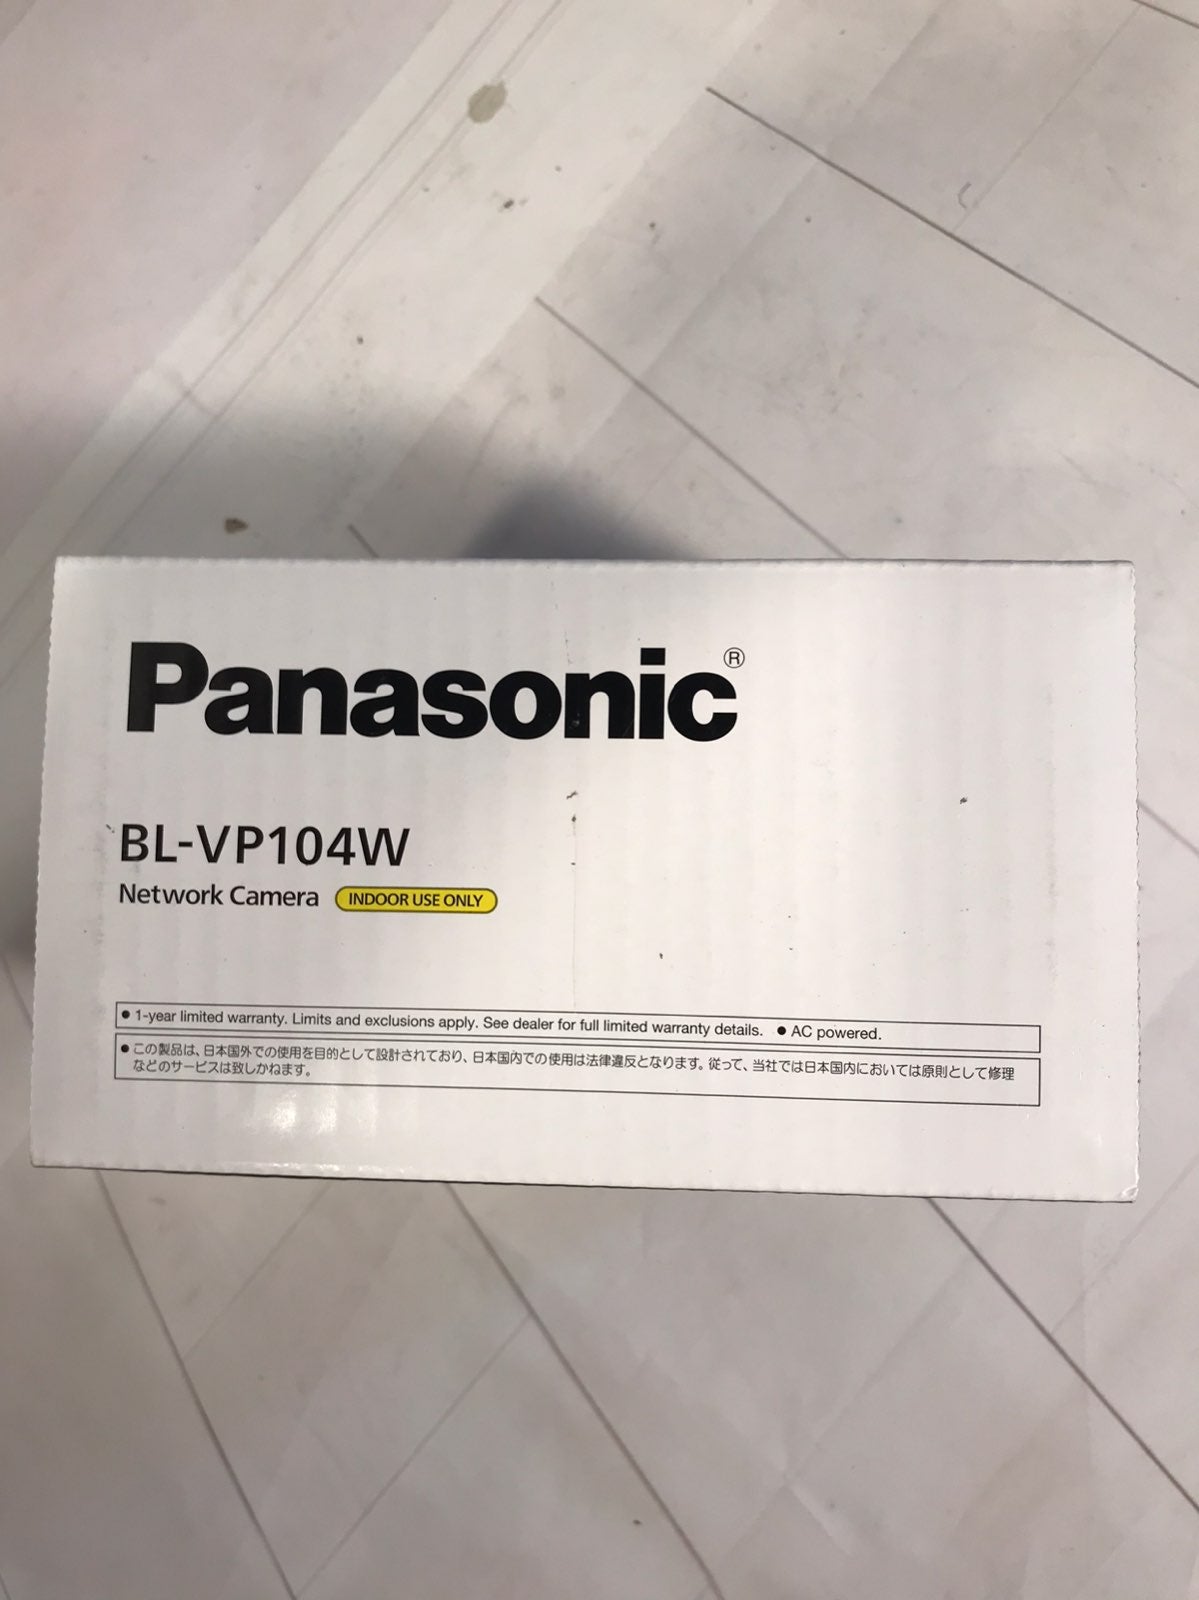 Panasonic®
BL-VP104W
Network Camera INDOOR USE ONLY
● 1-year limited warranty. Limits and exclusions apply. See dealer for full limited warranty details. ● AC powered.
● この製品は、日本国外での使用を目的として設計されており、日本国内での使用は法律違反となります。従って、当社では日本国内においては原則として修理
などのサービスは致しかねます。